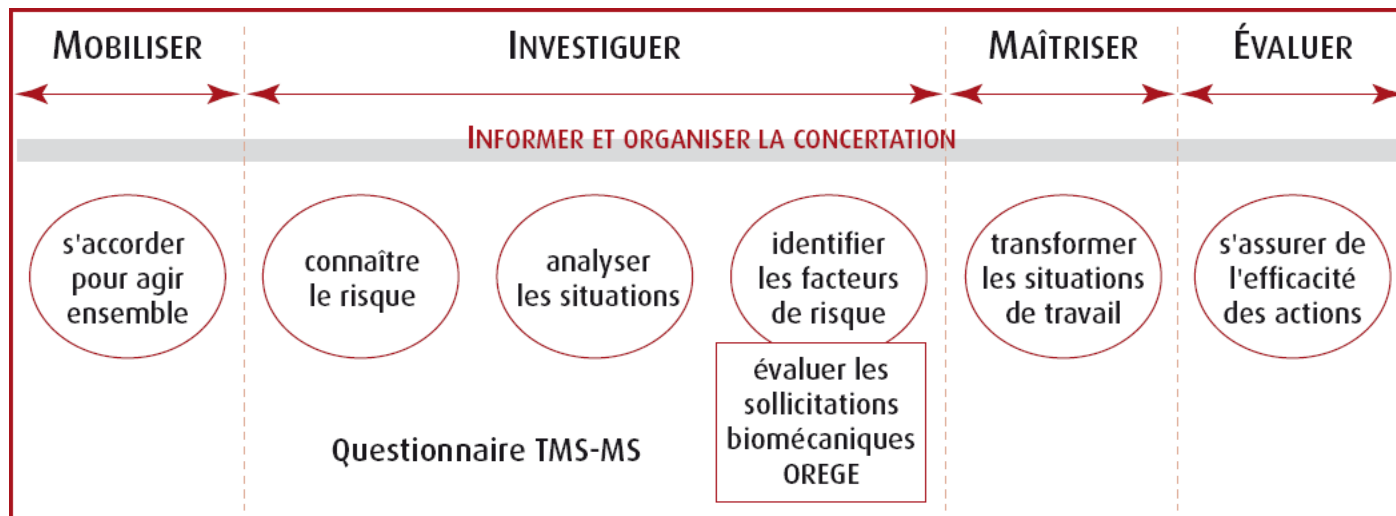 MOBILISER
INVESTIGUER
MAÎTRISER
ÉVALUER
INFORMER ET ORGANISER LA CONCERTATION
s'accorder
pour agir
ensemble
connaître
le risque
analyser
les situations
identifier
les facteurs
de risque
évaluer les
sollicitations
biomécaniques
OREGE
transformer
les situations
de travail
s'assurer de
l'efficacité
des actions
Questionnaire TMS-MS